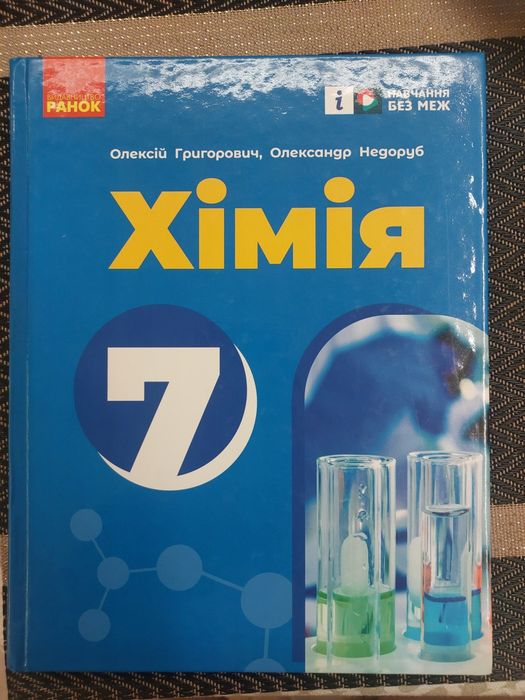 ВИДАВНИЦТВО
РАНОК
i
НАВЧАННЯ
БЕЗ МЕЖ
Олексій Григорович, Олександр Недоруб
Хімія
7